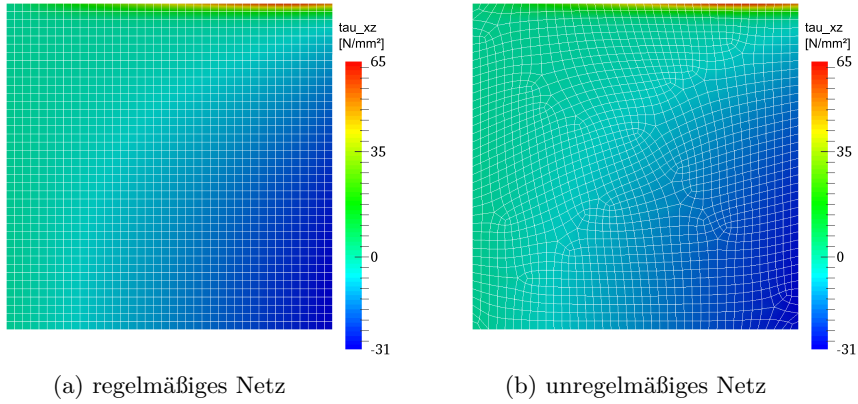 tau_xz
[N/mm²]
65
35
0
-31
tau_xz
[N/mm²]
65
35
0
-31
(a) regelmäßiges Netz
(b) unregelmäßiges Netz